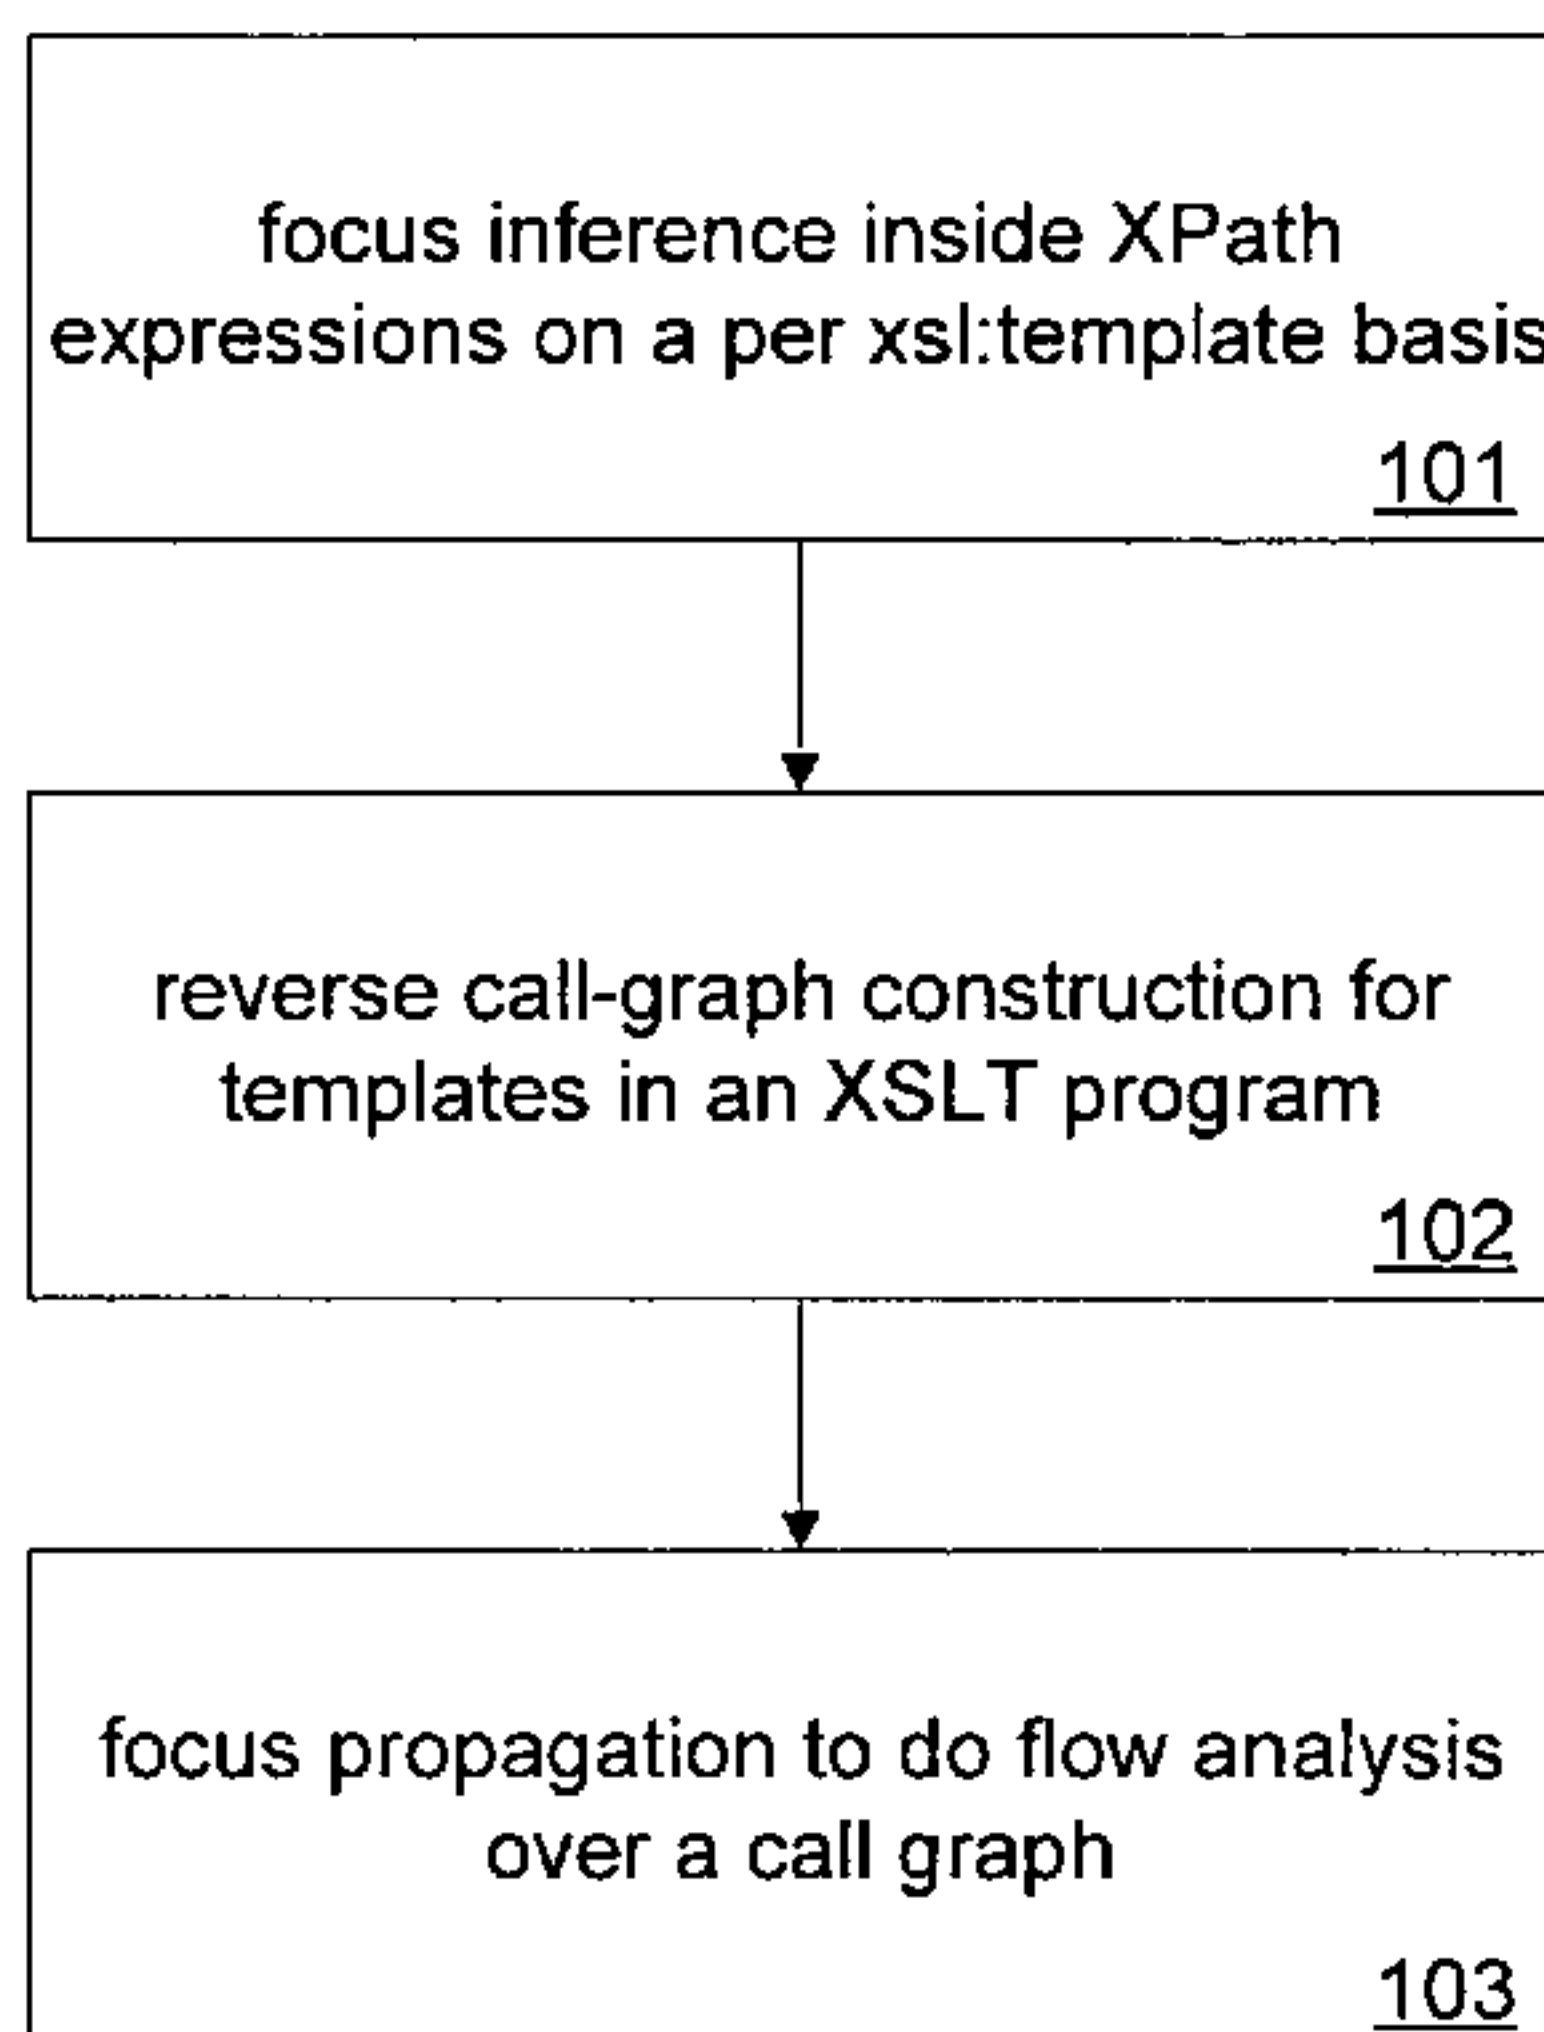 focus inference inside XPath
expressions on a per xsl:template basis
101
reverse call-graph construction for
templates in an XSLT program
102
focus propagation to do flow analysis
over a call graph
103